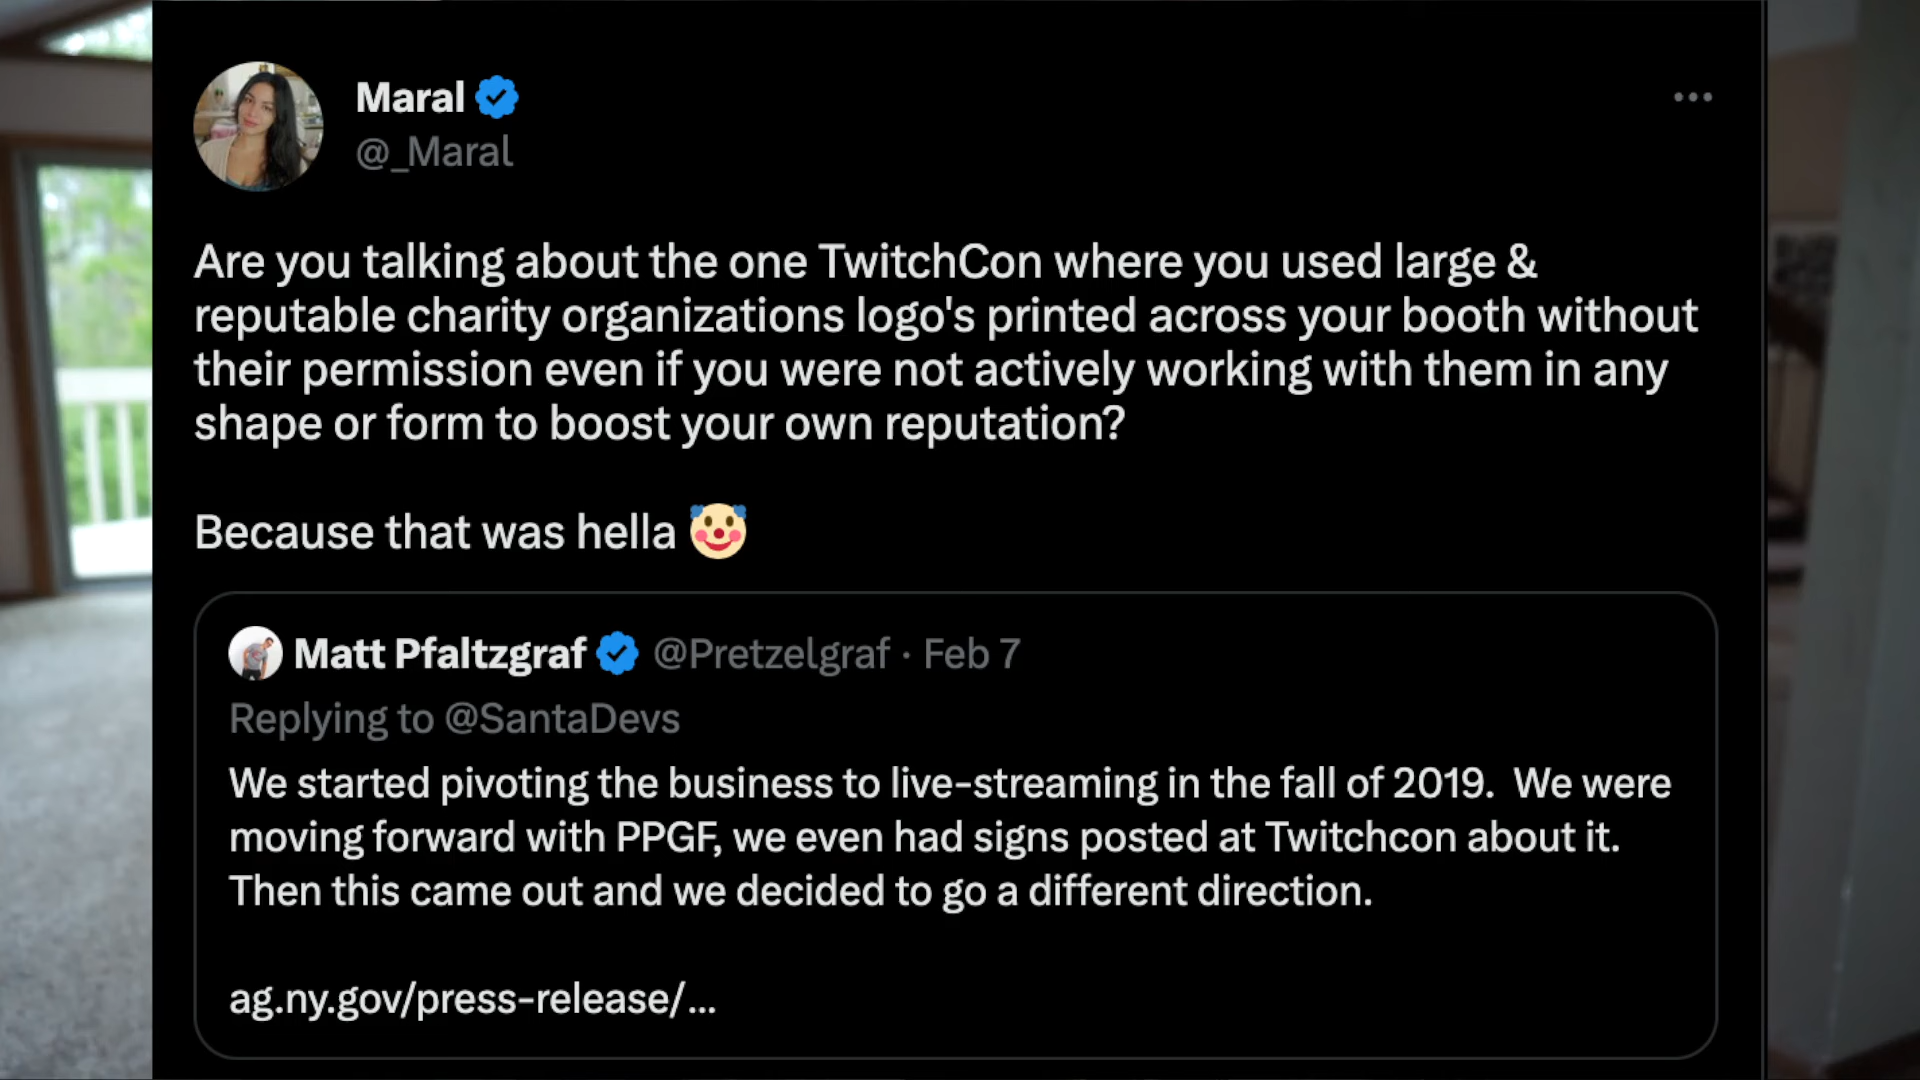 Maral
@_Maral
Are you talking about the one TwitchCon where you used large &
reputable charity organizations logo's printed across your booth without
their permission even if you were not actively working with them in any
shape or form to boost your own reputation?
Because that was hella 🤡
Matt Pfaltzgraf @Pretzelgraf · Feb 7
Replying to @SantaDevs
We started pivoting the business to live-streaming in the fall of 2019.  We were
moving forward with PPGF, we even had signs posted at Twitchcon about it.
Then this came out and we decided to go a different direction.
ag.ny.gov/press-release/...